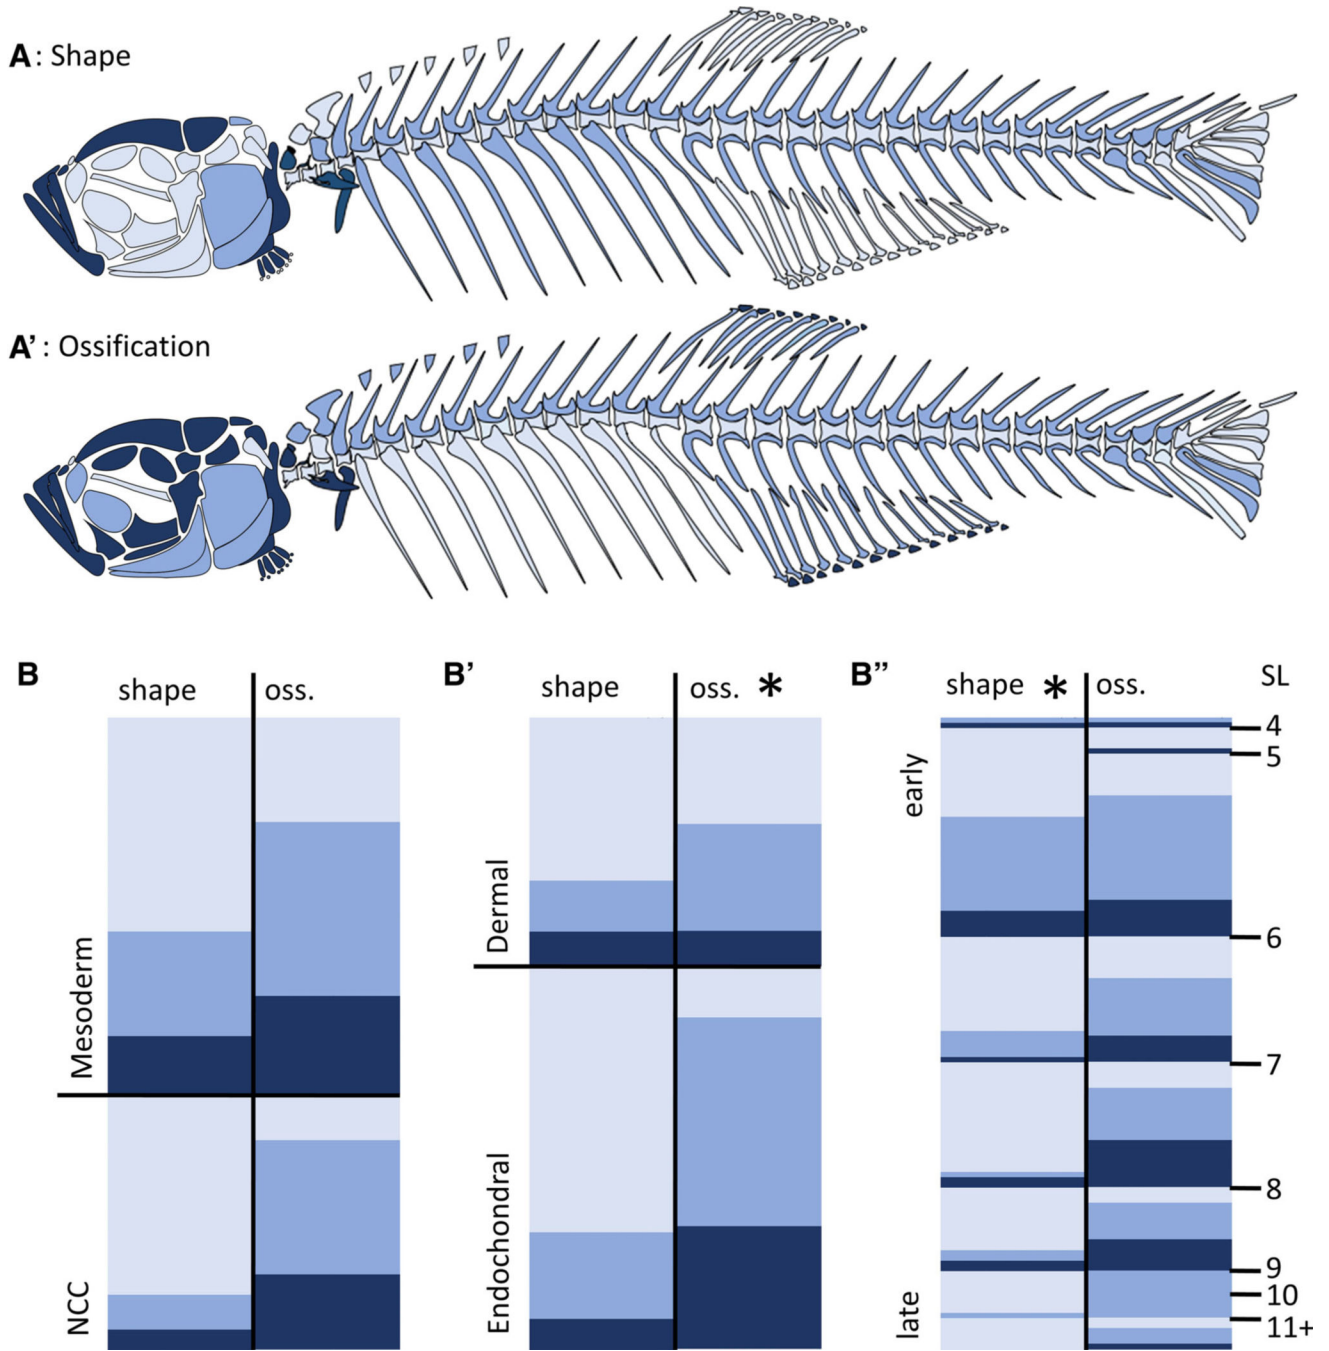 A : Shape
A’ : Ossification
B
shape
oss.
Mesoderm
NCC
B’
shape
oss. *
Dermal
Endochondral
B”
shape *
oss.
SL
early
late
4
5
6
7
8
9
10
11+